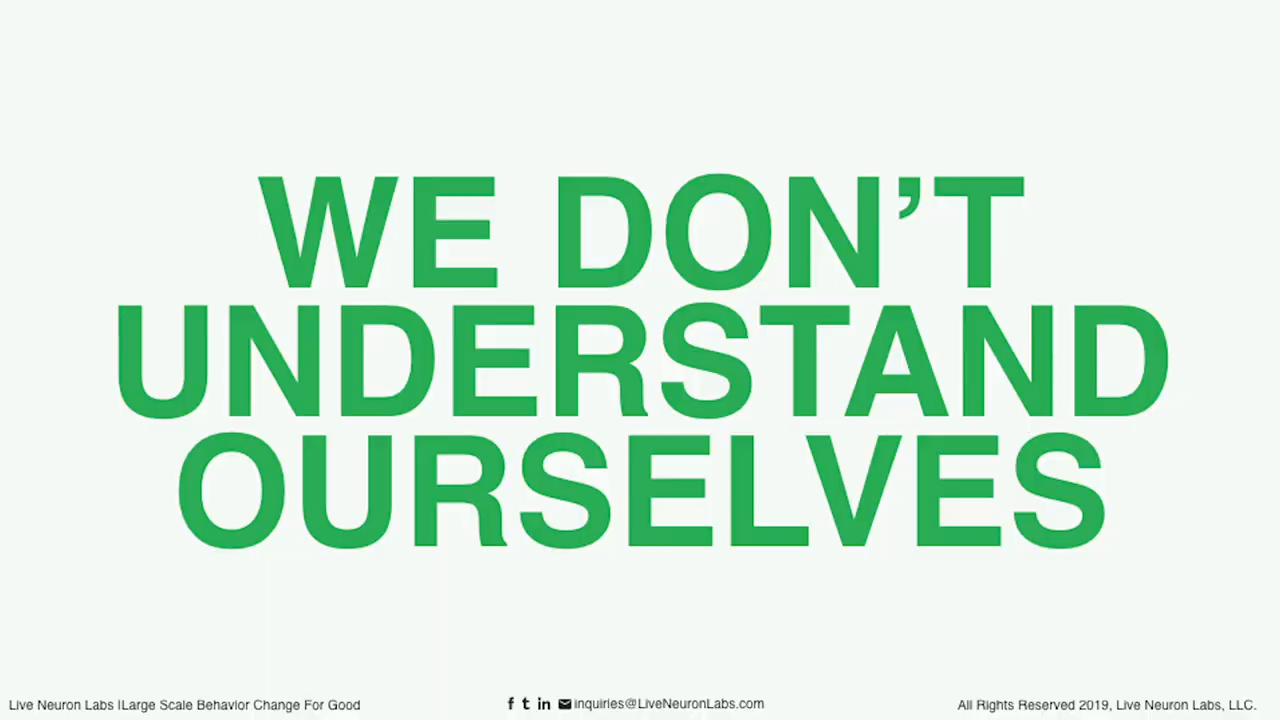 WE DON’T
UNDERSTAND
OURSELVES
Live Neuron Labs |Large Scale Behavior Change For Good
inquiries@LiveNeuronLabs.com
All Rights Reserved 2019, Live Neuron Labs, LLC.